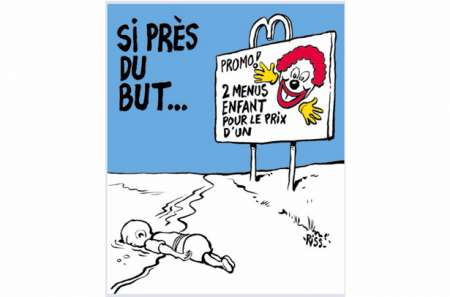 Si PRÈS
DU
BUT...
PROMO!
2 MENUS
ENFANT
POUR LE PRiX
D'UN
RiSS